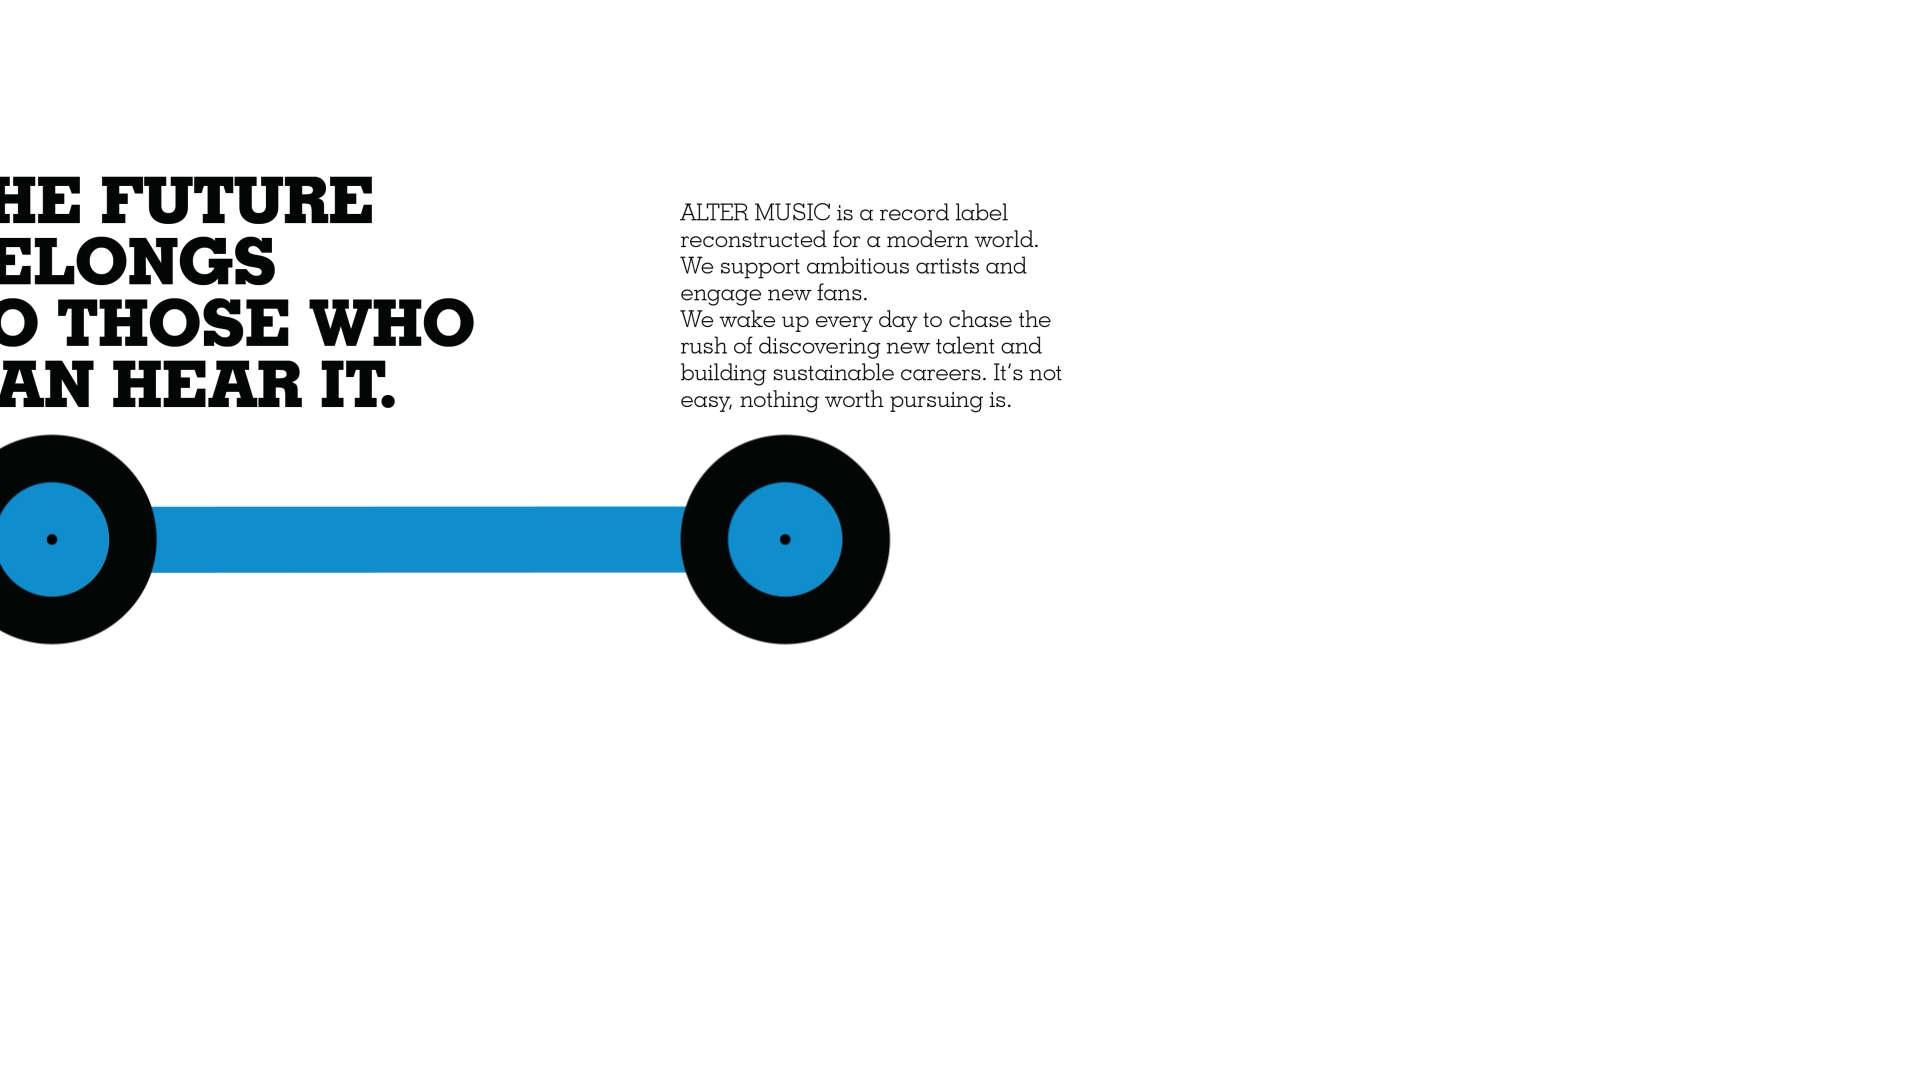 HE FUTURE
ELONGS
O THOSE WHO
AN HEAR IT.
ALTER MUSIC is a record label
reconstructed for a modern world.
We support ambitious artists and
engage new fans.
We wake up every day to chase the
rush of discovering new talent and
building sustainable careers. It’s not
easy, nothing worth pursuing is.